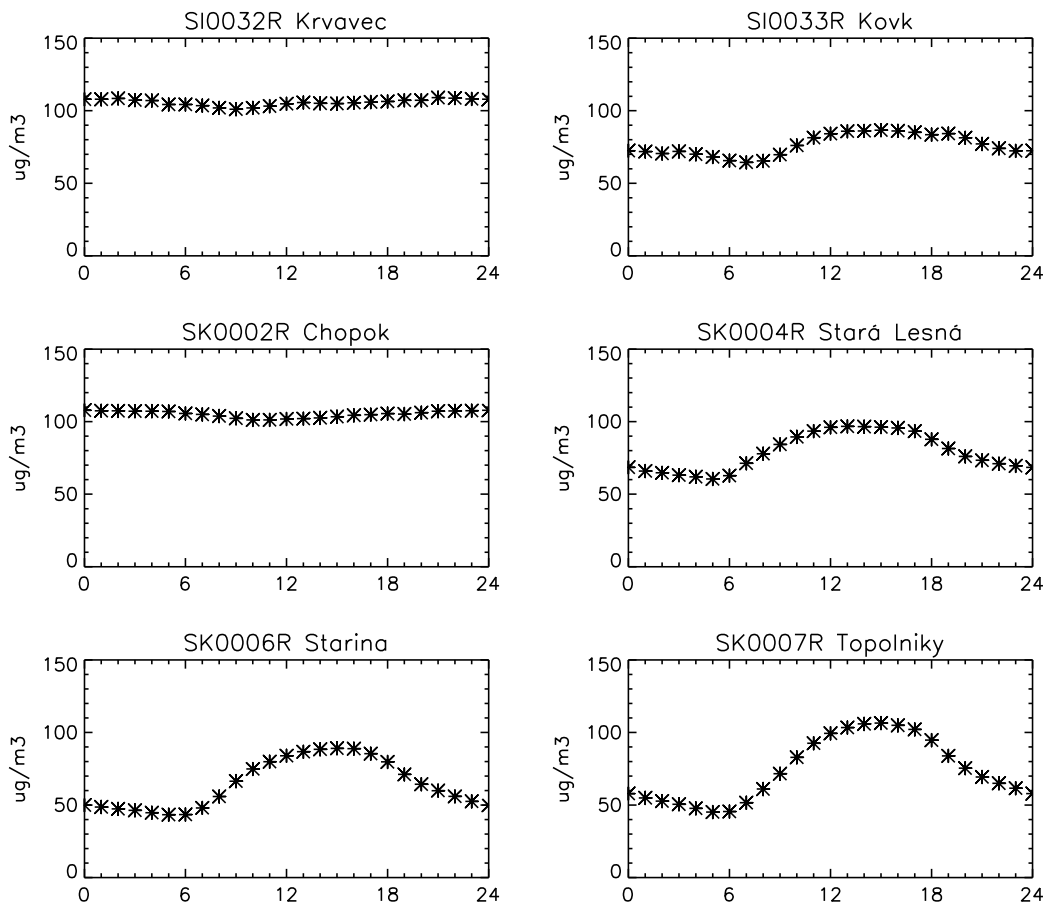 SI0032R Krvavec
SI0033R Kovk
150
100
50
0
ug/m3
0 6 12 18 24
150
100
50
0
ug/m3
0 6 12 18 24
SK0002R Chopok
SK0004R Stará Lesná
150
100
50
0
ug/m3
0 6 12 18 24
150
100
50
0
ug/m3
0 6 12 18 24
SK0006R Starina
SK0007R Topolniky
150
100
50
0
ug/m3
0 6 12 18 24
150
100
50
0
ug/m3
0 6 12 18 24